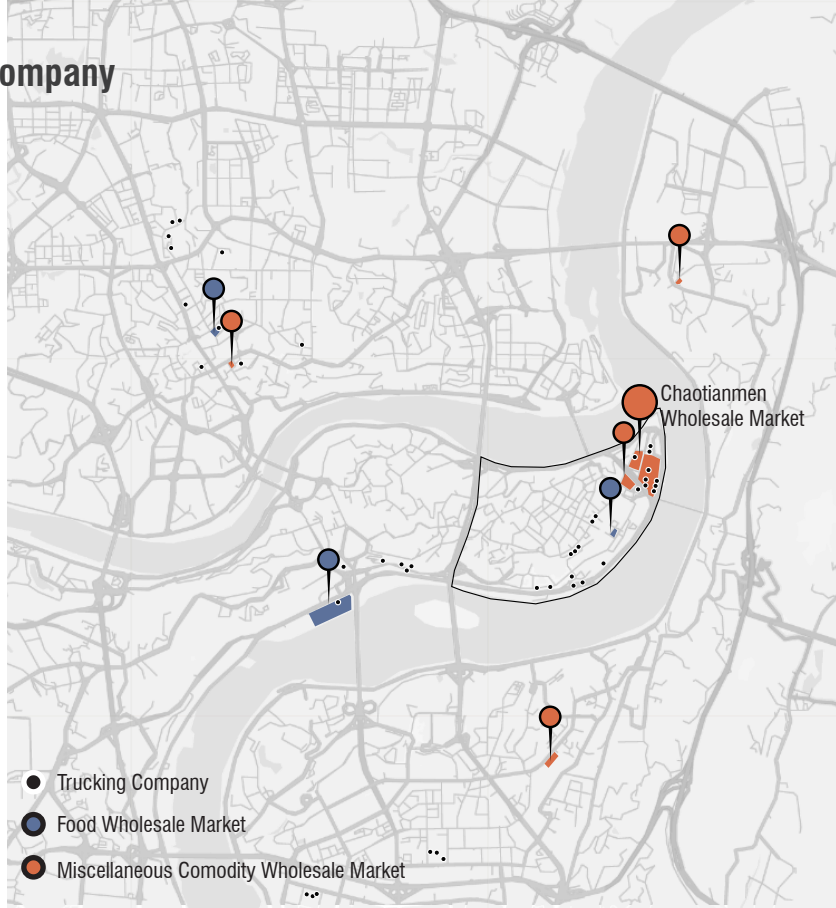 ompany
Chaotianmen
Wholesale Market
Trucking Company
Food Wholesale Market
Miscellaneous Comodity Wholesale Market